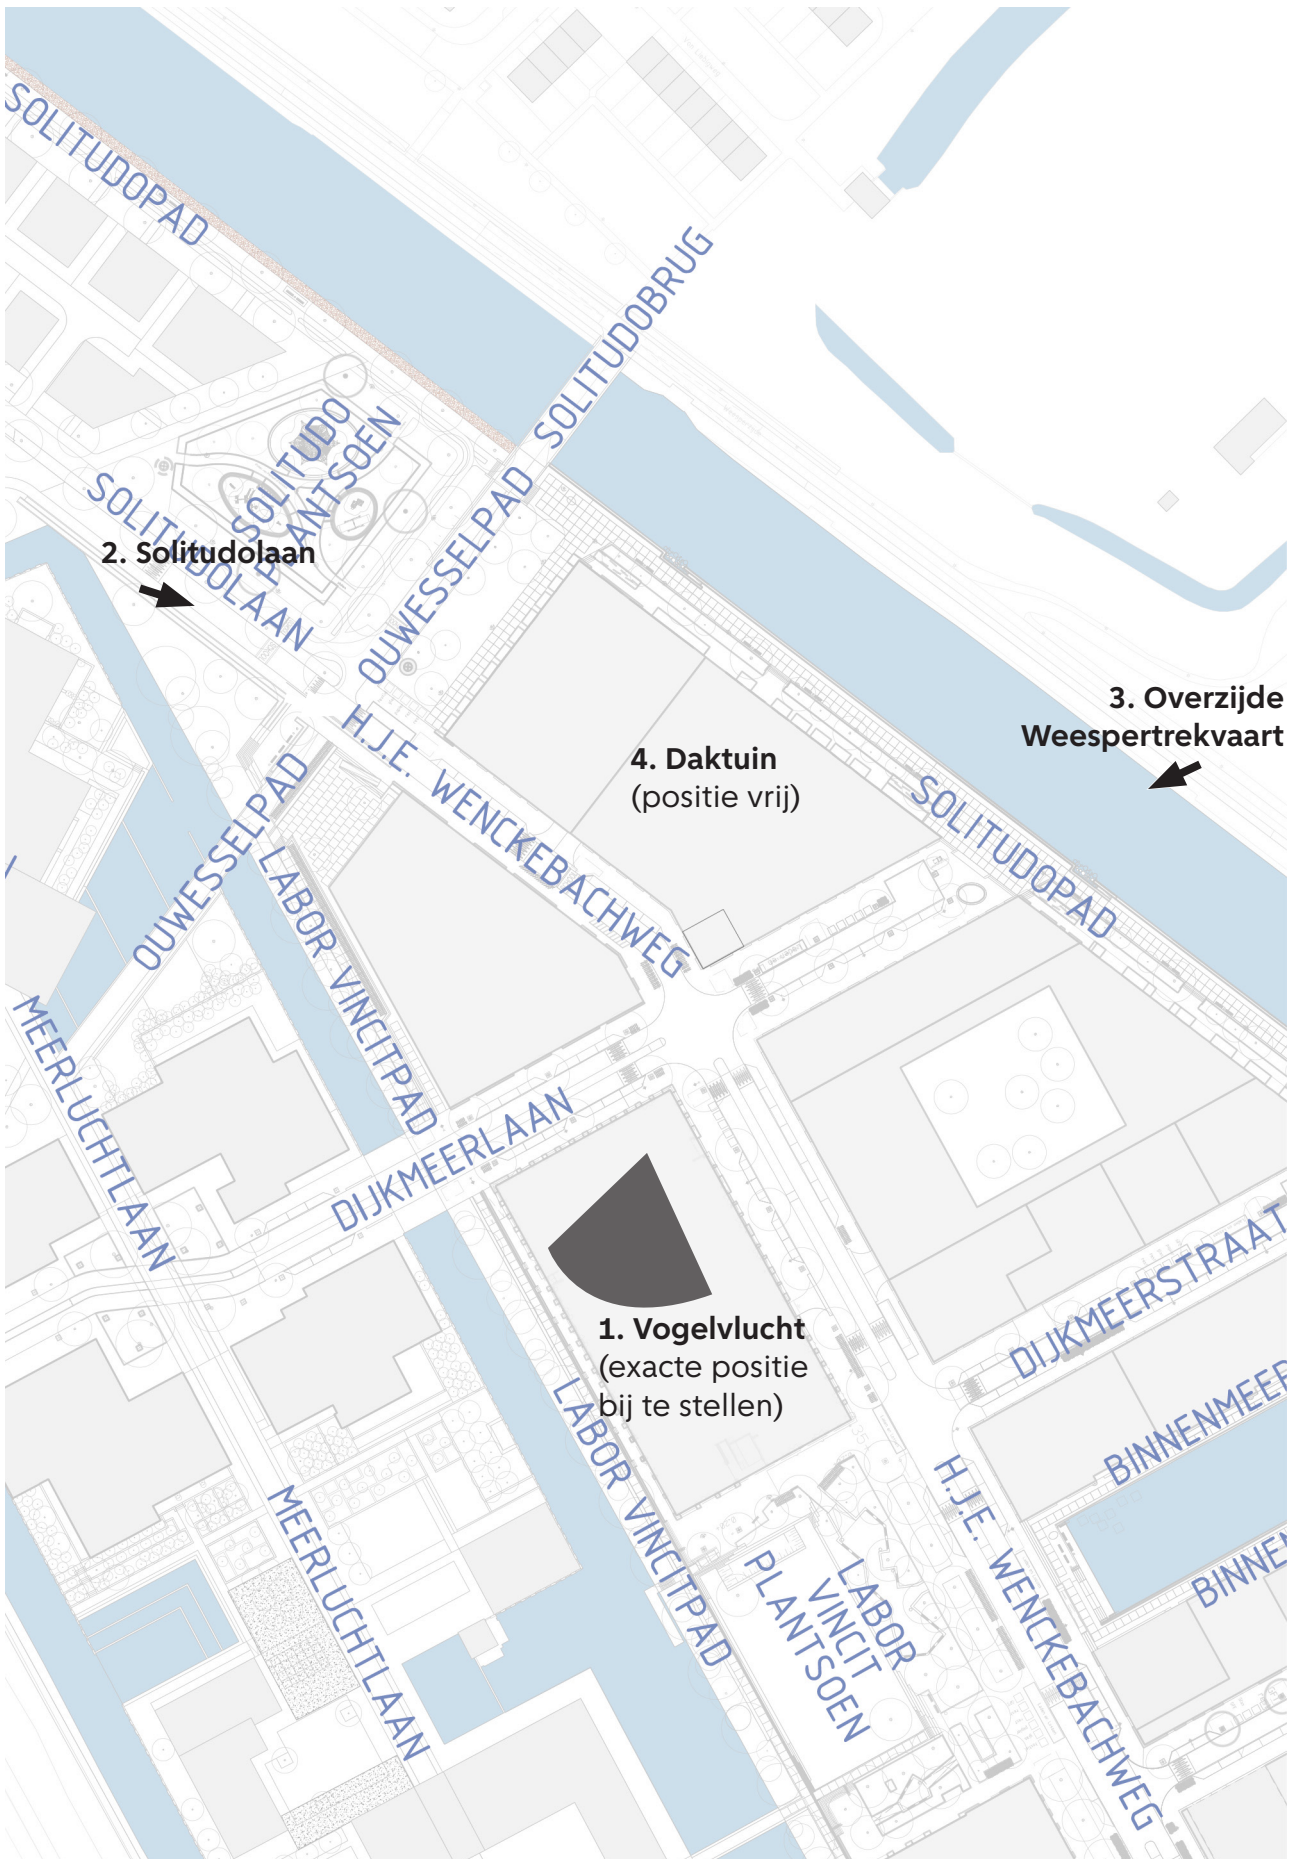 SOLITUDOPAD
SOLITUDOBRUG
SOLITUDO
PLANTSOEN
SOLITUDOLAAN
2. Solitudolaan
OUWESSELPAD
3. Overzijde
Weespertrekvaart
4. Daktuin
(positie vrij)
H.J.E. WENCKEBACHWEG
SOLITUDOPAD
OUWESSELPAD
LABOR VINCITPAD
MEERLUCHTLAAN
DIJKMEERLAAN
1. Vogelvlucht
(exacte positie
bij te stellen)
DIJKMEERSTRAAT
BINNENMEER
LABOR VINCITPAD
H.J.E. WENCKEBACHWEG
MEERLUCHTLAAN
LABOR
VINCIT
PLANTSOEN
BINNEN